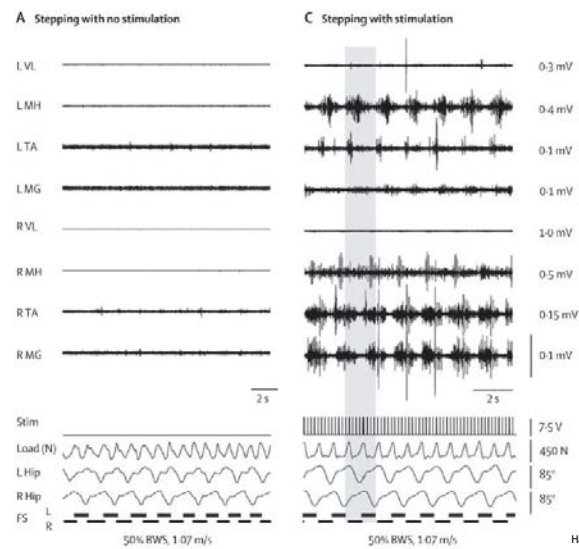 A Stepping with no stimulation
C Stepping with stimulation
L VL
0·3 mV
L MH
0·4 mV
L TA
0·1 mV
L MG
0·1 mV
R VL
1·0 mV
R MH
0·5 mV
R TA
0·15 mV
R MG
0·1 mV
2 s
2 s
Stim
7·5 V
Load (N)
450 N
L Hip
85°
R Hip
85°
FS L
R
50% BWS, 1·07 m/s
50% BWS, 1·07 m/s
H